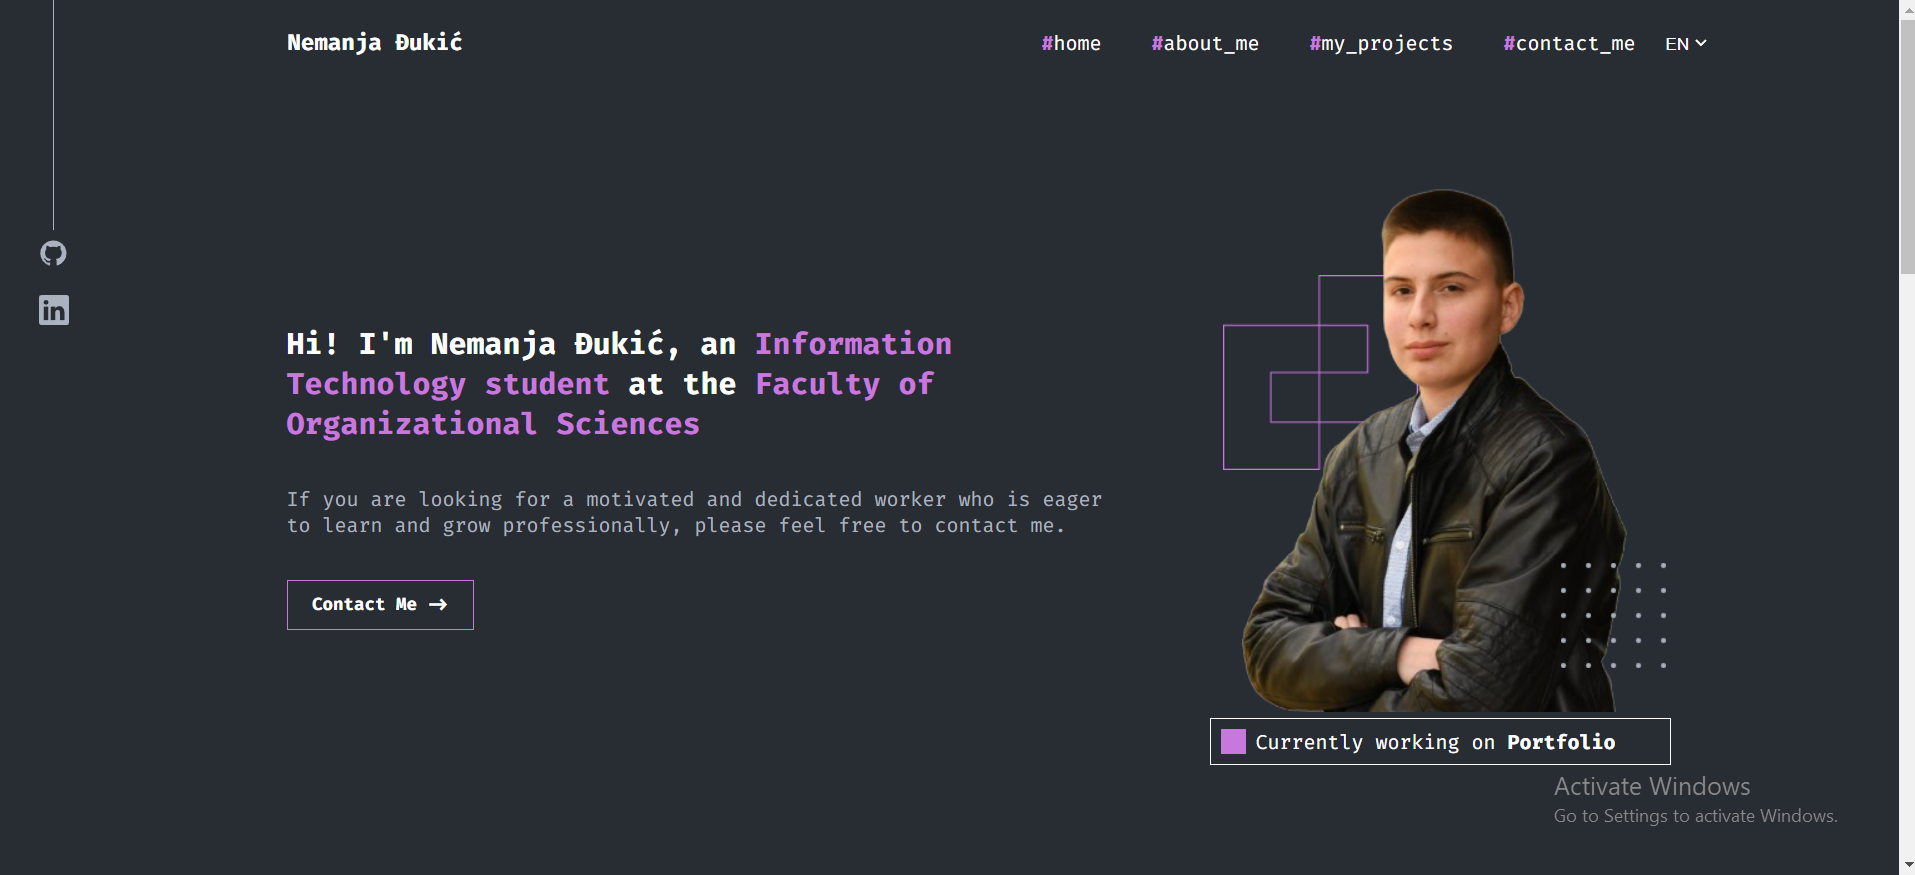 Nemanja Đukić
#home #about_me #my_projects #contact_me EN
in
Hi! I'm Nemanja Đukić, an Information
Technology student at the Faculty of
Organizational Sciences
If you are looking for a motivated and dedicated worker who is eager
to learn and grow professionally, please feel free to contact me.
Contact Me →
Currently working on Portfolio
Activate Windows
Go to Settings to activate Windows.